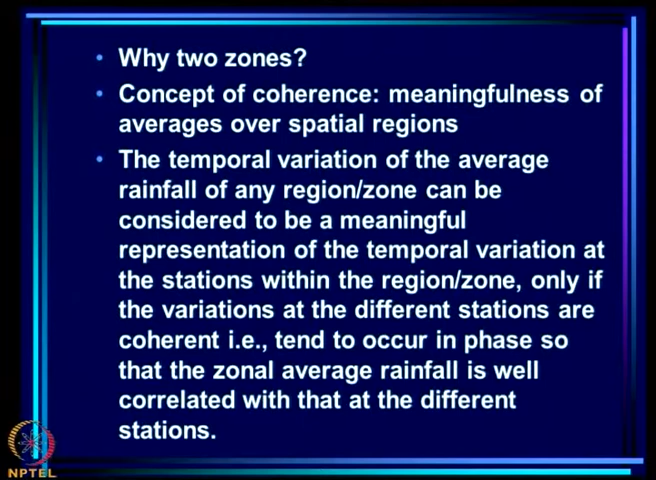 • Why two zones?
• Concept of coherence: meaningfulness of
averages over spatial regions
• The temporal variation of the average
rainfall of any region/zone can be
considered to be a meaningful
representation of the temporal variation at
the stations within the region/zone, only if
the variations at the different stations are
coherent i.e., tend to occur in phase so
that the zonal average rainfall is well
correlated with that at the different
stations.
NPTEL